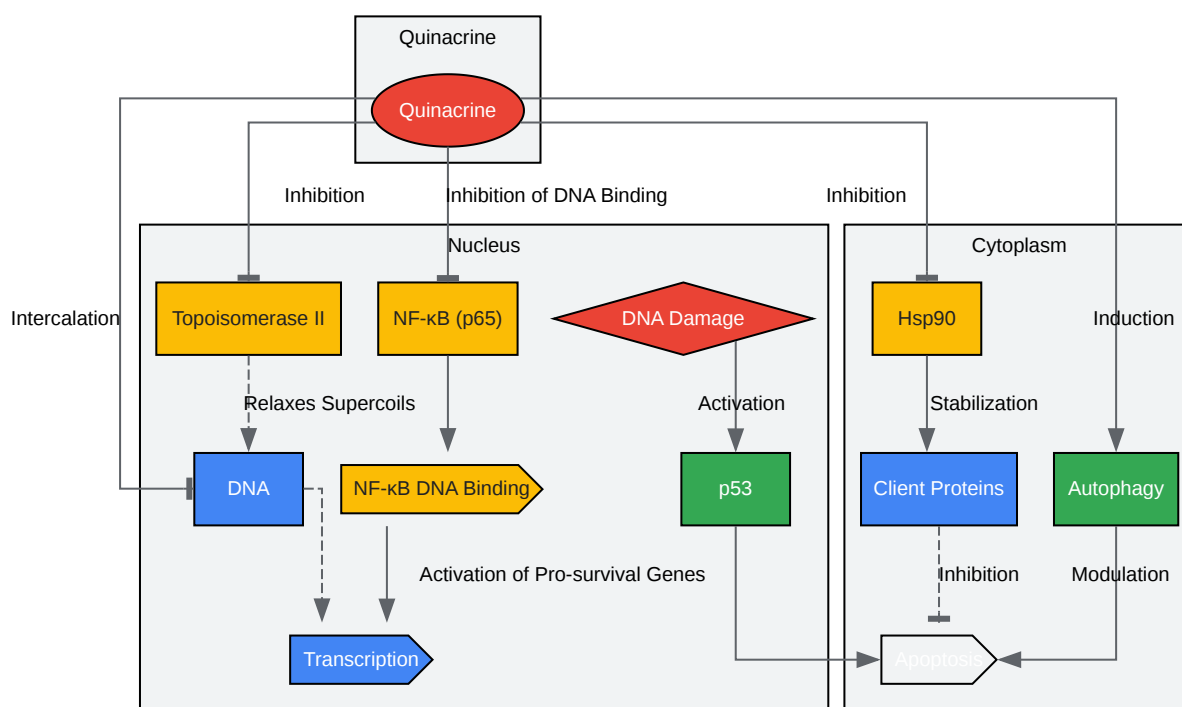 Quinacrine
Quinacrine
Inhibition
Inhibition of DNA Binding
Inhibition
Nucleus
Cytoplasm
Intercalation
Topoisomerase II
NF-κB (p65)
DNA Damage
Hsp90
Induction
Relaxes Supercoils
Activation
Stabilization
DNA
NF-κB DNA Binding
p53
Client Proteins
Autophagy
Activation of Pro-survival Genes
Inhibition
Modulation
Transcription
Apoptosis